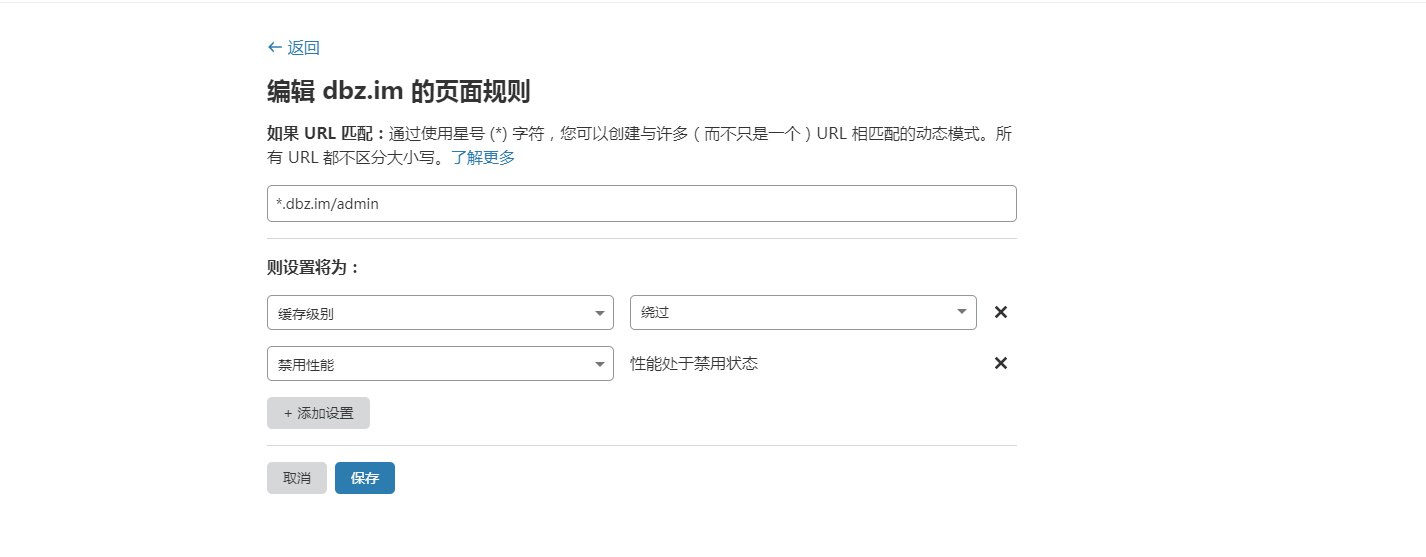 ← 返回
编辑 dbz.im 的页面规则
如果 URL 匹配：通过使用星号 (*) 字符，您可以创建与许多（而不只是一个）URL 相匹配的动态模式。所
有 URL 都不区分大小写。了解更多
*.dbz.im/admin
则设置将为：
缓存级别 绕过
禁用性能 性能处于禁用状态
+ 添加设置
取消 保存